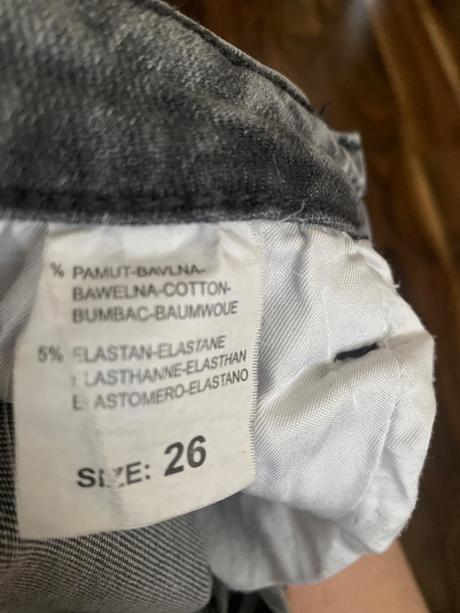 % PAMUT-BAVLNA-
BAWELNA-COTTON-
BUMBAC-BAUMWOUE
5% ELASTAN-ELASTANE
ELASTHANNE-ELASTHAN
ELASTOMERO-ELASTANO
SIZE: 26